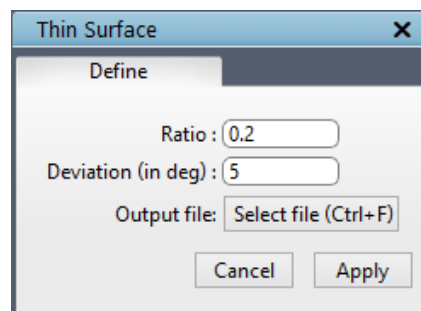 Thin Surface
Define
Ratio : 0.2
Deviation (in deg) : 5
Output file: Select file (Ctrl+F)
Cancel Apply